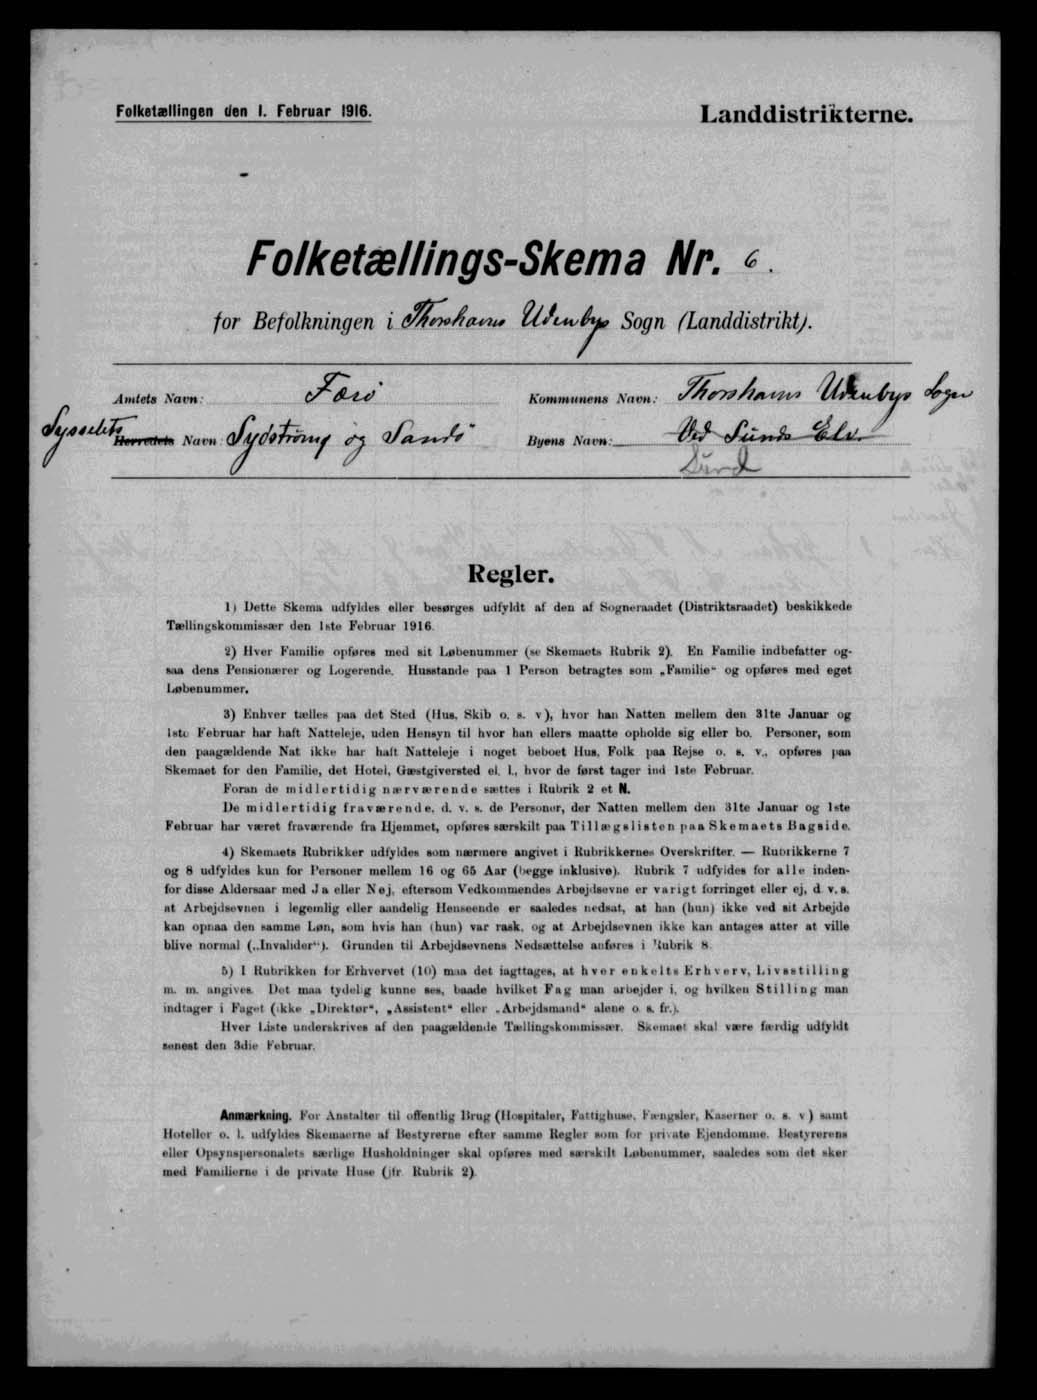 Folketællingen den 1. Februar 1916.
Landdistrikterne.
Folketællings-Skema Nr. 6.
for Befolkningen i Thorshavns Udenbys Sogn (Landdistrikt).
Amtets Navn: Færø
Kommunens Navn: Thorshavns Udenbys Sogn
Sysselets Herredets Navn: Sydstrømø og Sandø
Byens Navn: Ved Sunds Elv.
Sund
Regler.
1) Dette Skema udfyldes eller besørges udfyldt af den af Sogneraadet (Distriktsraadet) beskikkede
Tællingskommissær den 1ste Februar 1916.
2) Hver Familie opføres med sit Løbenummer (se Skemaets Rubrik 2). En Familie indbefatter og-
saa dens Pensionærer og Logerende. Husstande paa 1 Person betragtes som „Familie“ og opføres med eget
Løbenummer.
3) Enhver tælles paa det Sted (Hus, Skib o. s. v), hvor han Natten mellem den 31te Januar og
1ste Februar har haft Natteleje, uden Hensyn til hvor han ellers maatte opholde sig eller bo. Personer, som
den paagældende Nat ikke har haft Natteleje i noget beboet Hus, Folk paa Rejse o. s. v., opføres paa
Skemaet for den Familie, det Hotel, Gæstgiversted el. l., hvor de først tager ind 1ste Februar.
Foran de midlertidig nærværende sættes i Rubrik 2 et N.
De midlertidig fraværende, d. v. s. de Personer, der Natten mellem den 31te Januar og 1ste
Februar har været fraværende fra Hjemmet, opføres særskilt paa Tillægslisten paa Skemaets Bagside.
4) Skemaets Rubrikker udfyldes som nærmere angivet i Rubrikkernes Overskrifter. — Rubrikkerne 7
og 8 udfyldes kun for Personer mellem 16 og 65 Aar (begge inklusive). Rubrik 7 udfyldes for alle inden-
for disse Aldersaar med Ja eller Nej, eftersom Vedkommendes Arbejdsevne er varigt forringet eller ej, d. v. s.
at Arbejdsevnen i legemlig eller aandelig Henseende er saaledes nedsat, at han (hun) ikke ved sit Arbejde
kan opnaa den samme Løn, som hvis han (hun) var rask, og at Arbejdsevnen ikke kan antages atter at ville
blive normal („Invalider“). Grunden til Arbejdsevnens Nedsættelse anføres i Rubrik 8.
5) I Rubrikken for Erhvervet (10) maa det iagttages, at hver enkelts Erhverv, Livsstilling
m. m. angives. Det maa tydelig kunne ses, baade hvilket Fag man arbejder i, og hvilken Stilling man
indtager i Faget (ikke „Direktør“, „Assistent“ eller „Arbejdsmand“ alene o. s. fr.).
Hver Liste underskrives af den paagældende Tællingskommissær. Skemaet skal være færdig udfyldt
senest den 3die Februar.
Anmærkning. For Anstalter til offentlig Brug (Hospitaler, Fattighuse, Fængsler, Kaserner o. s. v) samt
Hoteller o. l. udfyldes Skemaerne af Bestyrerne efter samme Regler som for private Ejendomme. Bestyrerens
eller Opsynspersonalets særlige Husholdninger skal opføres med særskilt Løbenummer, saaledes som det sker
med Familierne i de private Huse (jfr. Rubrik 2).